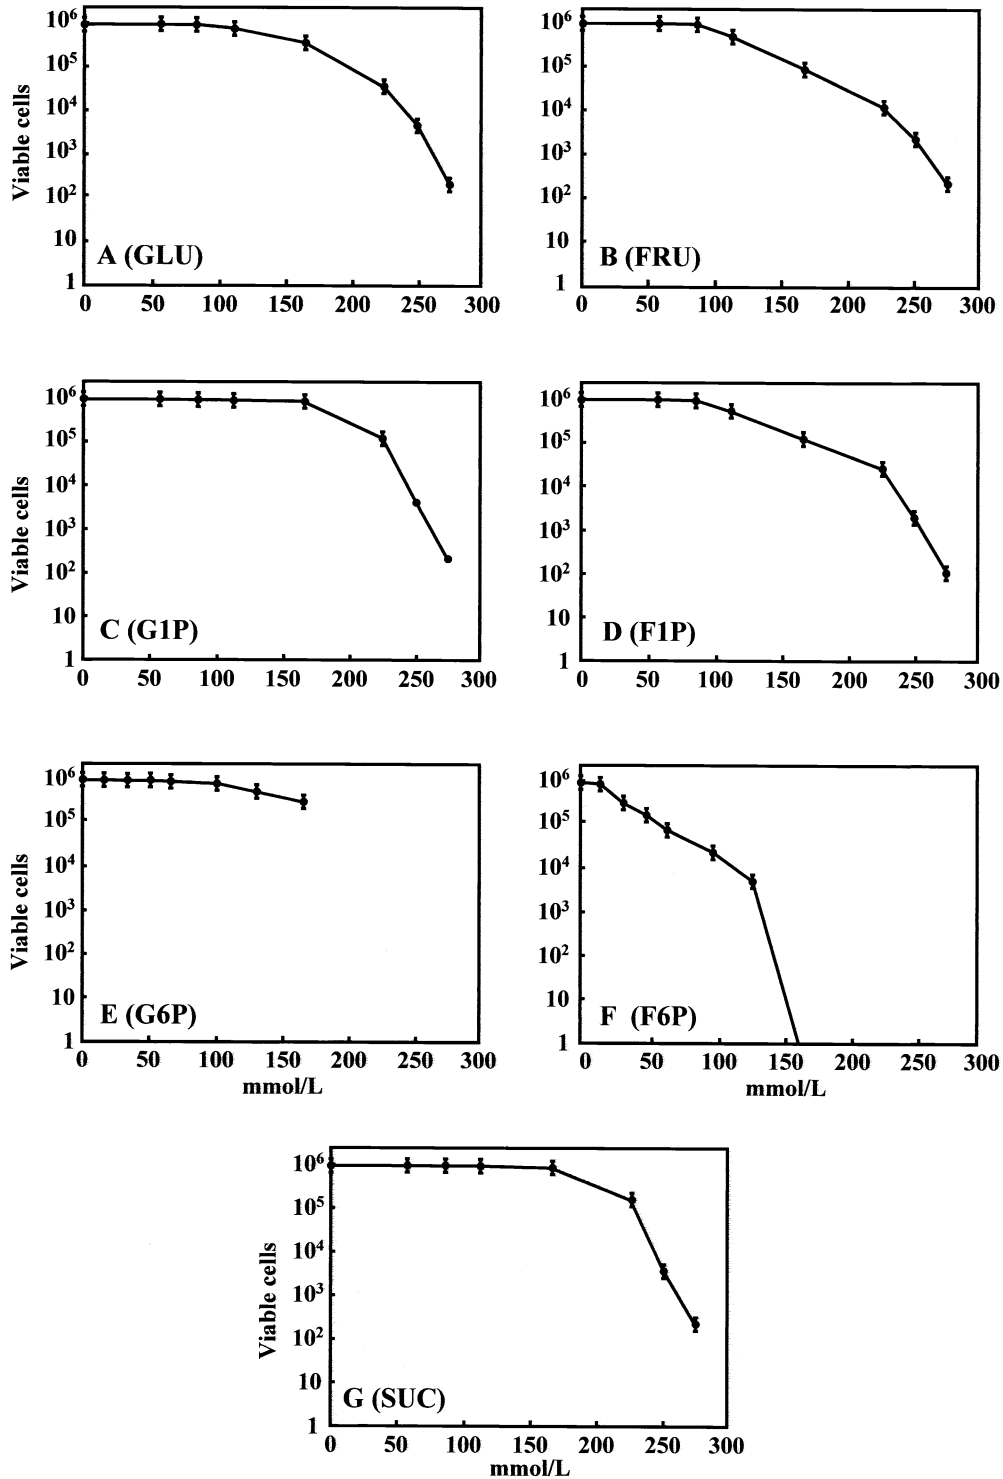 10⁶ 10⁶
10⁵ 10⁵
10⁴ 10⁴
10³ 10³
10² 10²
10 10
1 1
Viable cells
A (GLU) B (FRU)
0 50 100 150 200 250 300 0 50 100 150 200 250 300
10⁶ 10⁶
10⁵ 10⁵
10⁴ 10⁴
10³ 10³
10² 10²
10 10
1 1
Viable cells
C (G1P) D (F1P)
0 50 100 150 200 250 300 0 50 100 150 200 250 300
10⁶ 10⁶
10⁵ 10⁵
10⁴ 10⁴
10³ 10³
10² 10²
10 10
1 1
Viable cells
E (G6P) F (F6P)
0 50 100 150 200 250 300 0 50 100 150 200 250 300
mmol/L mmol/L
10⁶
10⁵
10⁴
10³
10²
10
1
Viable cells
G (SUC)
0 50 100 150 200 250 300
mmol/L